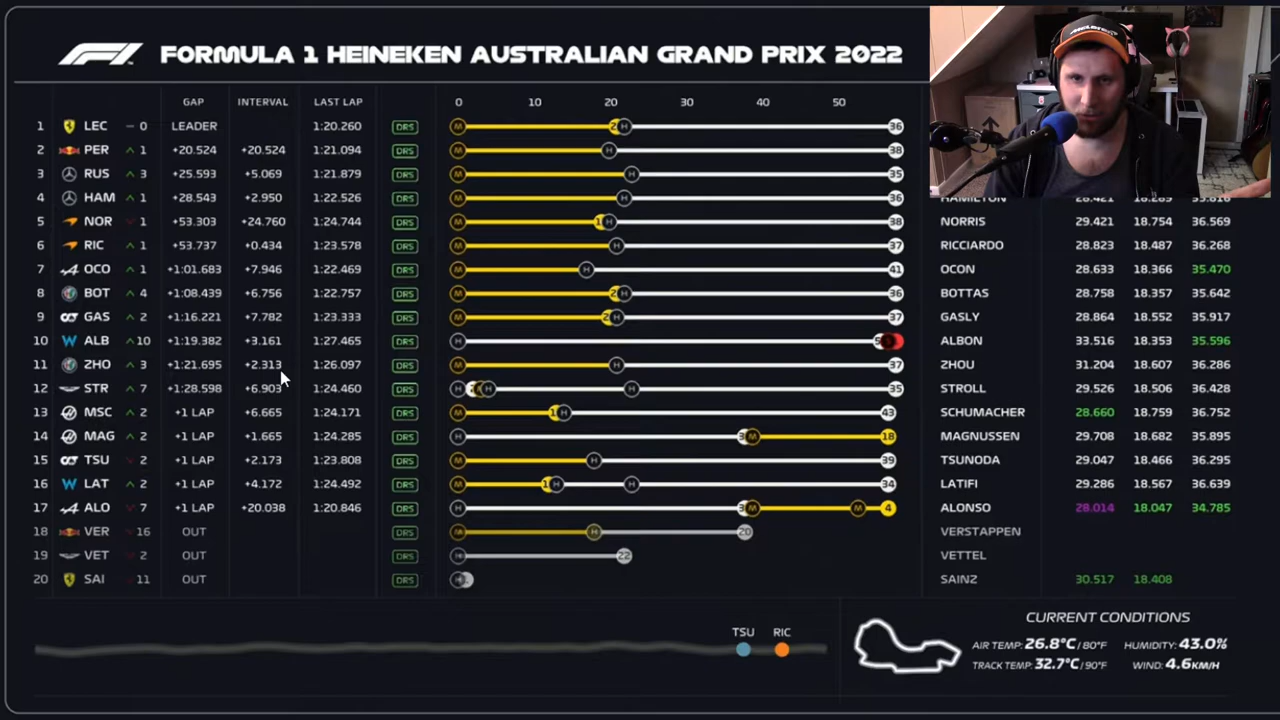 F1 FORMULA 1 HEINEKEN AUSTRALIAN GRAND PRIX 2022
GAP INTERVAL LAST LAP 0 10 20 30 40 50
1 LEC 0 LEADER 1:20.260 DRS M H 36
2 PER 1 +20.524 +20.524 1:21.094 DRS M H 38
3 RUS 3 +25.593 +5.069 1:21.879 DRS M H 35
4 HAM 1 +28.543 +2.950 1:22.526 DRS M H 36
5 NOR 1 +53.303 +24.760 1:24.744 DRS M H 38 NORRIS 29.421 18.754 36.569
6 RIC 1 +53.737 +0.434 1:23.578 DRS M H 37 RICCIARDO 28.823 18.487 36.268
7 OCO 1 +1:01.683 +7.946 1:22.469 DRS M H 41 OCON 28.633 18.366 35.470
8 BOT 4 +1:08.439 +6.756 1:22.757 DRS M H 36 BOTTAS 28.758 18.357 35.642
9 GAS 2 +1:16.221 +7.782 1:23.333 DRS M H 37 GASLY 28.864 18.552 35.917
10 ALB 10 +1:19.382 +3.161 1:27.465 DRS H ALBON 33.516 18.353 35.596
11 ZHO 3 +1:21.695 +2.313 1:26.097 DRS M H 37 ZHOU 31.204 18.607 36.286
12 STR 7 +1:28.598 +6.903 1:24.460 DRS H H H 35 STROLL 29.526 18.506 36.428
13 MSC 2 +1 LAP +6.665 1:24.171 DRS M H 43 SCHUMACHER 28.660 18.759 36.752
14 MAG 2 +1 LAP +1.665 1:24.285 DRS H M 18 MAGNUSSEN 29.708 18.682 35.895
15 TSU 2 +1 LAP +2.173 1:23.808 DRS M H 39 TSUNODA 29.047 18.466 36.295
16 LAT 2 +1 LAP +4.172 1:24.492 DRS M H H 34 LATIFI 29.286 18.567 36.639
17 ALO 7 +1 LAP +20.038 1:20.846 DRS H M M 4 ALONSO 28.014 18.047 34.785
18 VER 16 OUT DRS M H 20 VERSTAPPEN
19 VET 2 OUT DRS H 22 VETTEL
20 SAI 11 OUT DRS H SAINZ 30.517 18.408
TSU RIC
CURRENT CONDITIONS
AIR TEMP: 26.8°C / 80°F HUMIDITY: 43.0%
TRACK TEMP: 32.7°C / 90°F WIND: 4.6KM/H